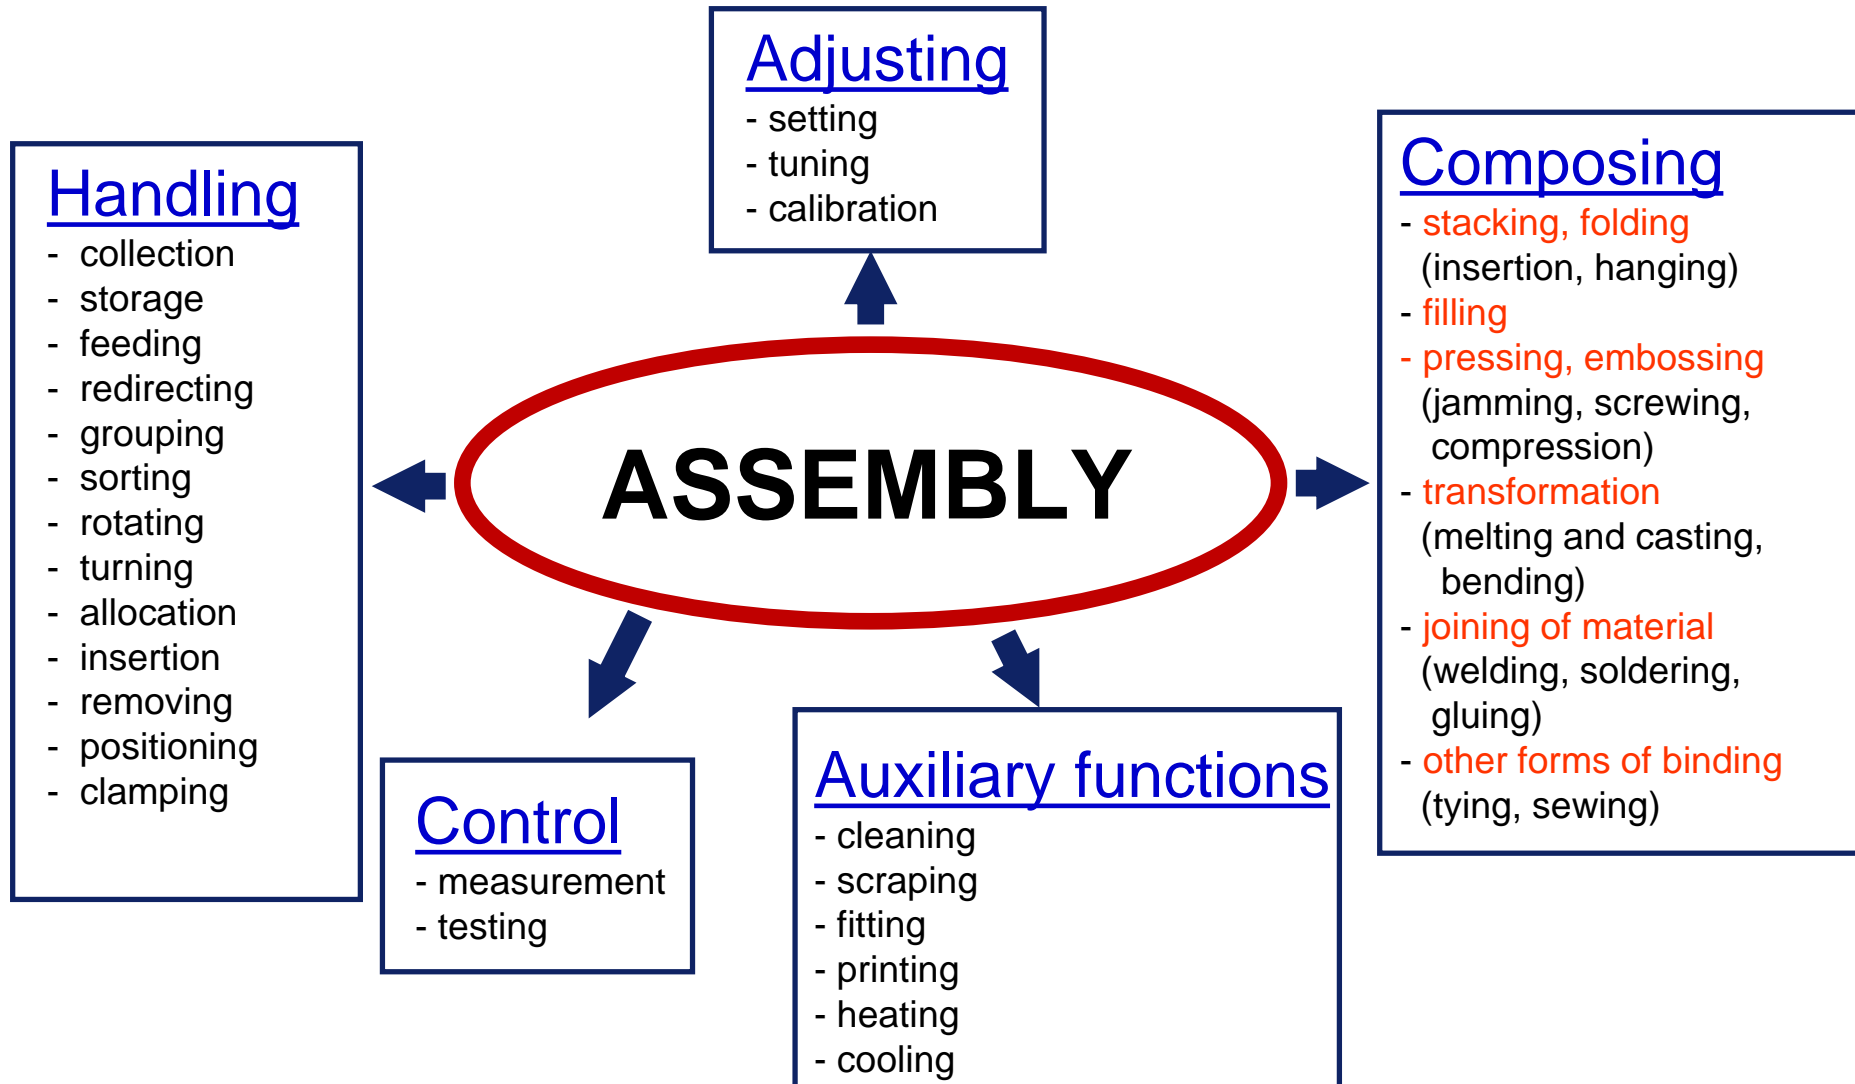 Adjusting
- setting
- tuning
- calibration
Handling
- collection
- storage
- feeding
- redirecting
- grouping
- sorting
- rotating
- turning
- allocation
- insertion
- removing
- positioning
- clamping
ASSEMBLY
Composing
- stacking, folding
(insertion, hanging)
- filling
- pressing, embossing
(jamming, screwing,
compression)
- transformation
(melting and casting,
bending)
- joining of material
(welding, soldering,
gluing)
- other forms of binding
(tying, sewing)
Control
- measurement
- testing
Auxiliary functions
- cleaning
- scraping
- fitting
- printing
- heating
- cooling